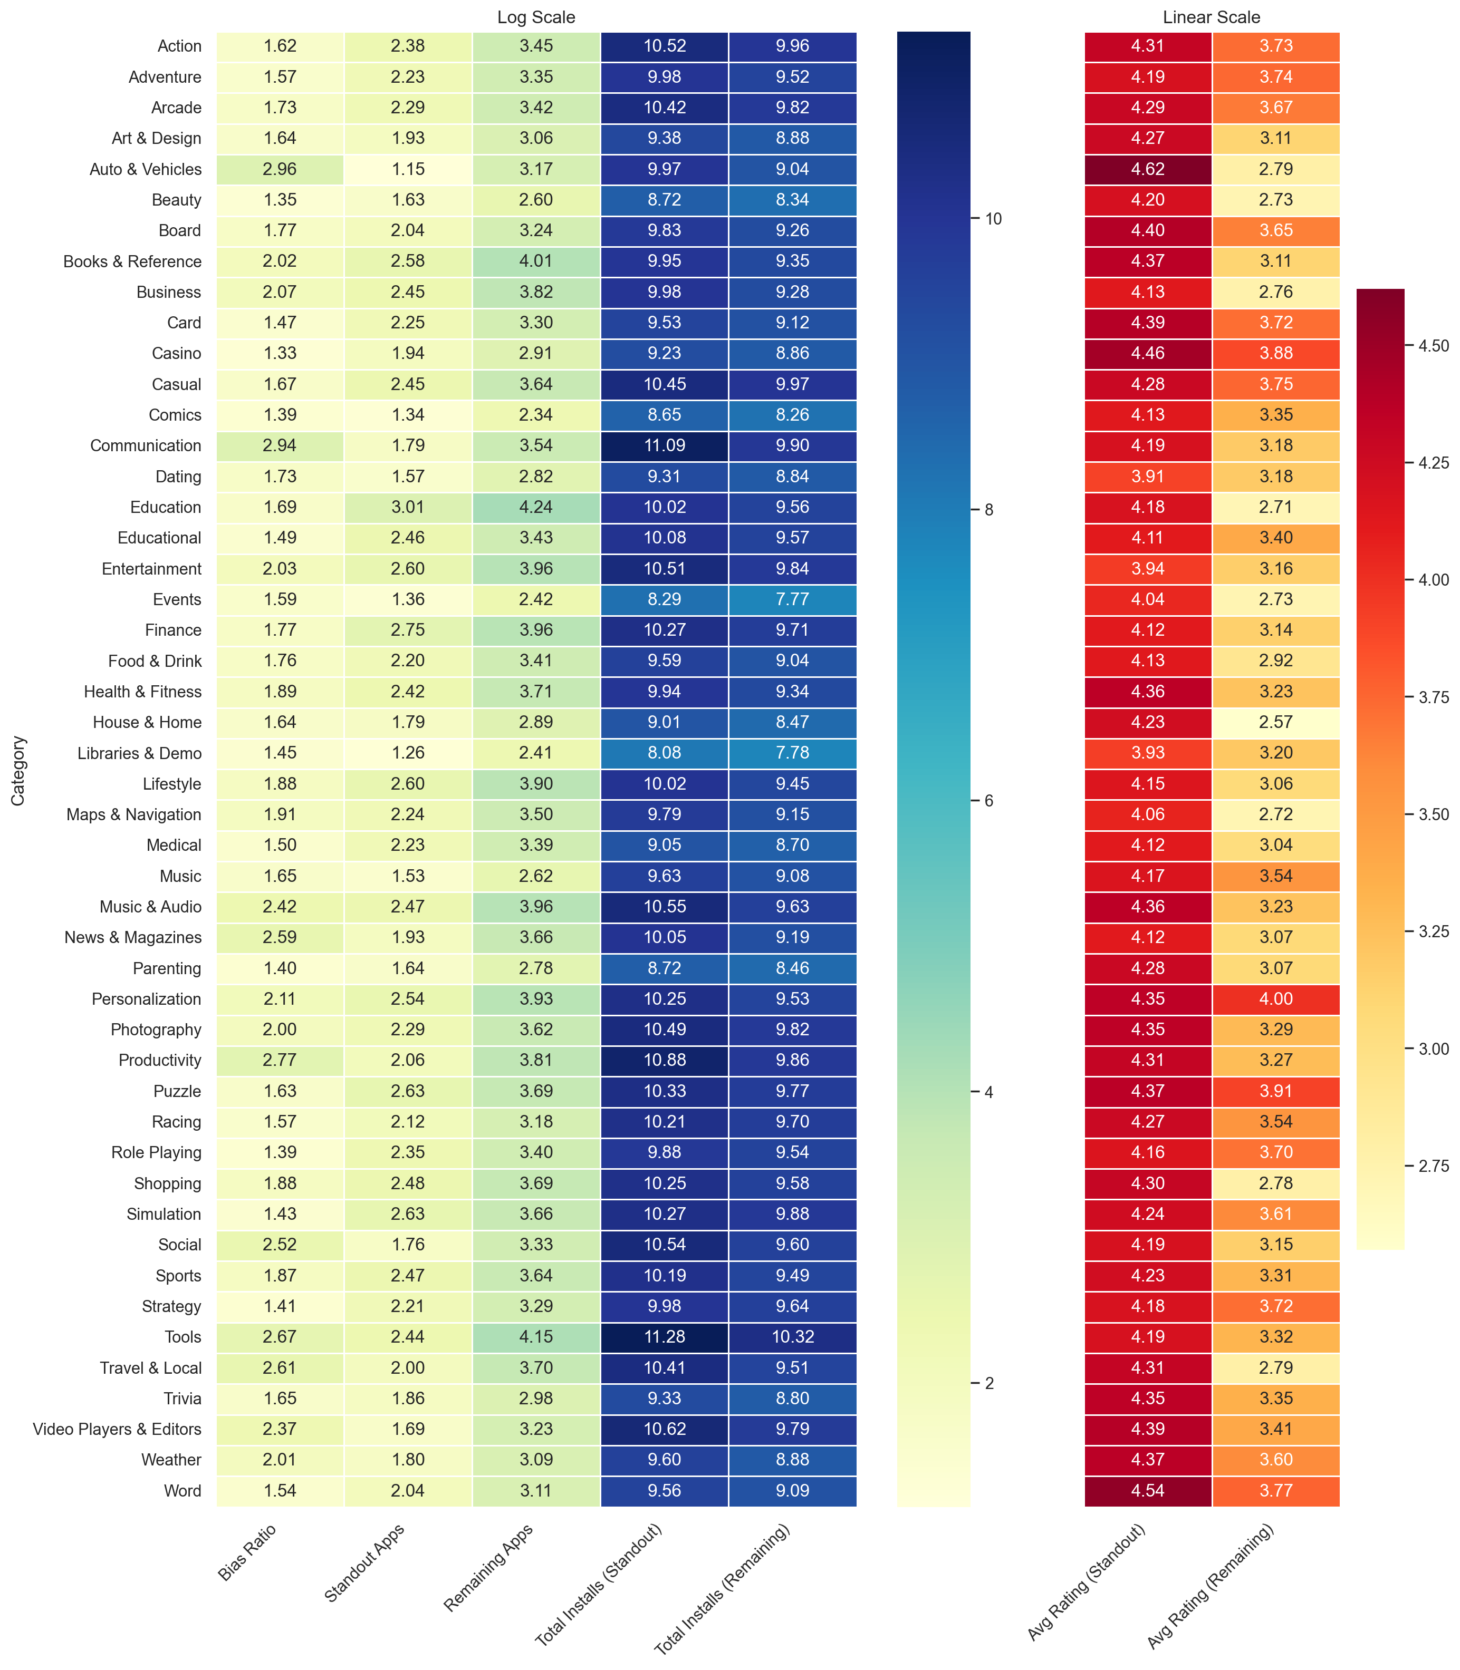 Log Scale Linear Scale
Action 1.62 2.38 3.45 10.52 9.96 4.31 3.73
Adventure 1.57 2.23 3.35 9.98 9.52 4.19 3.74
Arcade 1.73 2.29 3.42 10.42 9.82 4.29 3.67
Art & Design 1.64 1.93 3.06 9.38 8.88 4.27 3.11
Auto & Vehicles 2.96 1.15 3.17 9.97 9.04 4.62 2.79
Beauty 1.35 1.63 2.60 8.72 8.34 4.20 2.73
Board 1.77 2.04 3.24 9.83 9.26 10 4.40 3.65
Books & Reference 2.02 2.58 4.01 9.95 9.35 4.37 3.11
Business 2.07 2.45 3.82 9.98 9.28 4.13 2.76
Card 1.47 2.25 3.30 9.53 9.12 4.39 3.72
Casino 1.33 1.94 2.91 9.23 8.86 4.46 3.88 4.50
Casual 1.67 2.45 3.64 10.45 9.97 4.28 3.75
Comics 1.39 1.34 2.34 8.65 8.26 4.13 3.35
Communication 2.94 1.79 3.54 11.09 9.90 4.19 3.18
Dating 1.73 1.57 2.82 9.31 8.84 3.91 3.18 4.25
Education 1.69 3.01 4.24 10.02 9.56 8 4.18 2.71
Educational 1.49 2.46 3.43 10.08 9.57 4.11 3.40
Entertainment 2.03 2.60 3.96 10.51 9.84 3.94 3.16 4.00
Events 1.59 1.36 2.42 8.29 7.77 4.04 2.73
Finance 1.77 2.75 3.96 10.27 9.71 4.12 3.14
Food & Drink 1.76 2.20 3.41 9.59 9.04 4.13 2.92
Health & Fitness 1.89 2.42 3.71 9.94 9.34 4.36 3.23 3.75
House & Home 1.64 1.79 2.89 9.01 8.47 4.23 2.57
Libraries & Demo 1.45 1.26 2.41 8.08 7.78 3.93 3.20
Category
Lifestyle 1.88 2.60 3.90 10.02 9.45 6 4.15 3.06
Maps & Navigation 1.91 2.24 3.50 9.79 9.15 4.06 2.72 3.50
Medical 1.50 2.23 3.39 9.05 8.70 4.12 3.04
Music 1.65 1.53 2.62 9.63 9.08 4.17 3.54
Music & Audio 2.42 2.47 3.96 10.55 9.63 4.36 3.23
News & Magazines 2.59 1.93 3.66 10.05 9.19 4.12 3.07 3.25
Parenting 1.40 1.64 2.78 8.72 8.46 4.28 3.07
Personalization 2.11 2.54 3.93 10.25 9.53 4.35 4.00
Photography 2.00 2.29 3.62 10.49 9.82 4.35 3.29
Productivity 2.77 2.06 3.81 10.88 9.86 4.31 3.27 3.00
Puzzle 1.63 2.63 3.69 10.33 9.77 4 4.37 3.91
Racing 1.57 2.12 3.18 10.21 9.70 4.27 3.54
Role Playing 1.39 2.35 3.40 9.88 9.54 4.16 3.70 2.75
Shopping 1.88 2.48 3.69 10.25 9.58 4.30 2.78
Simulation 1.43 2.63 3.66 10.27 9.88 4.24 3.61
Social 2.52 1.76 3.33 10.54 9.60 4.19 3.15
Sports 1.87 2.47 3.64 10.19 9.49 4.23 3.31
Strategy 1.41 2.21 3.29 9.98 9.64 4.18 3.72
Tools 2.67 2.44 4.15 11.28 10.32 4.19 3.32
Travel & Local 2.61 2.00 3.70 10.41 9.51 2 4.31 2.79
Trivia 1.65 1.86 2.98 9.33 8.80 4.35 3.35
Video Players & Editors 2.37 1.69 3.23 10.62 9.79 4.39 3.41
Weather 2.01 1.80 3.09 9.60 8.88 4.37 3.60
Word 1.54 2.04 3.11 9.56 9.09 4.54 3.77
Bias Ratio
Standout Apps
Remaining Apps
Total Installs (Standout)
Total Installs (Remaining)
Avg Rating (Standout)
Avg Rating (Remaining)